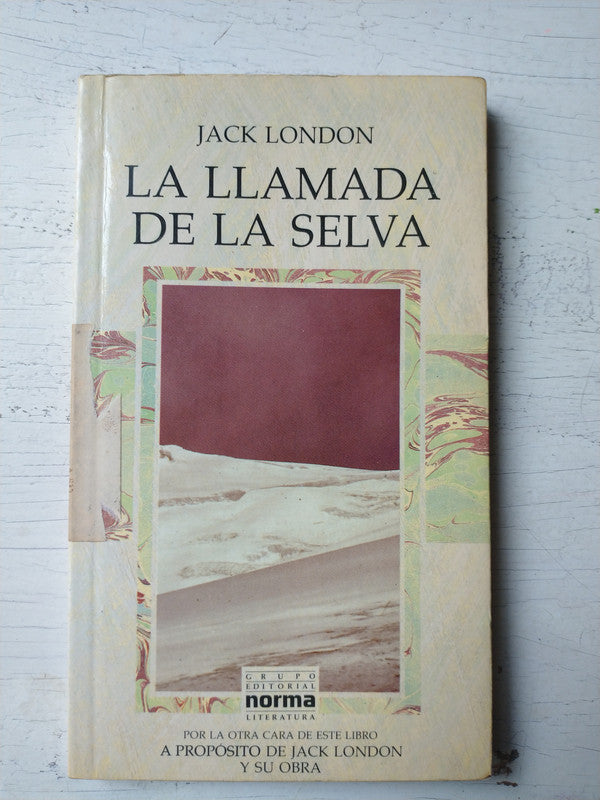 JACK LONDON
LA LLAMADA
DE LA SELVA
GRUPO
EDITORIAL
norma
LITERATURA
POR LA OTRA CARA DE ESTE LIBRO
A PROPÓSITO DE JACK LONDON
Y SU OBRA